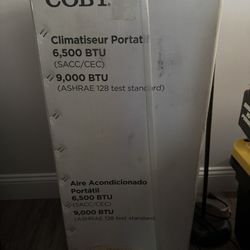 COBY
Climatiseur Portatif
6,500 BTU
(SACC/CEC)
9,000 BTU
(ASHRAE 128 test standard)
Aire Acondicionado
Portátil
6,500 BTU
(SACC/CEC)
9,000 BTU
(ASHRAE 128 test standard)